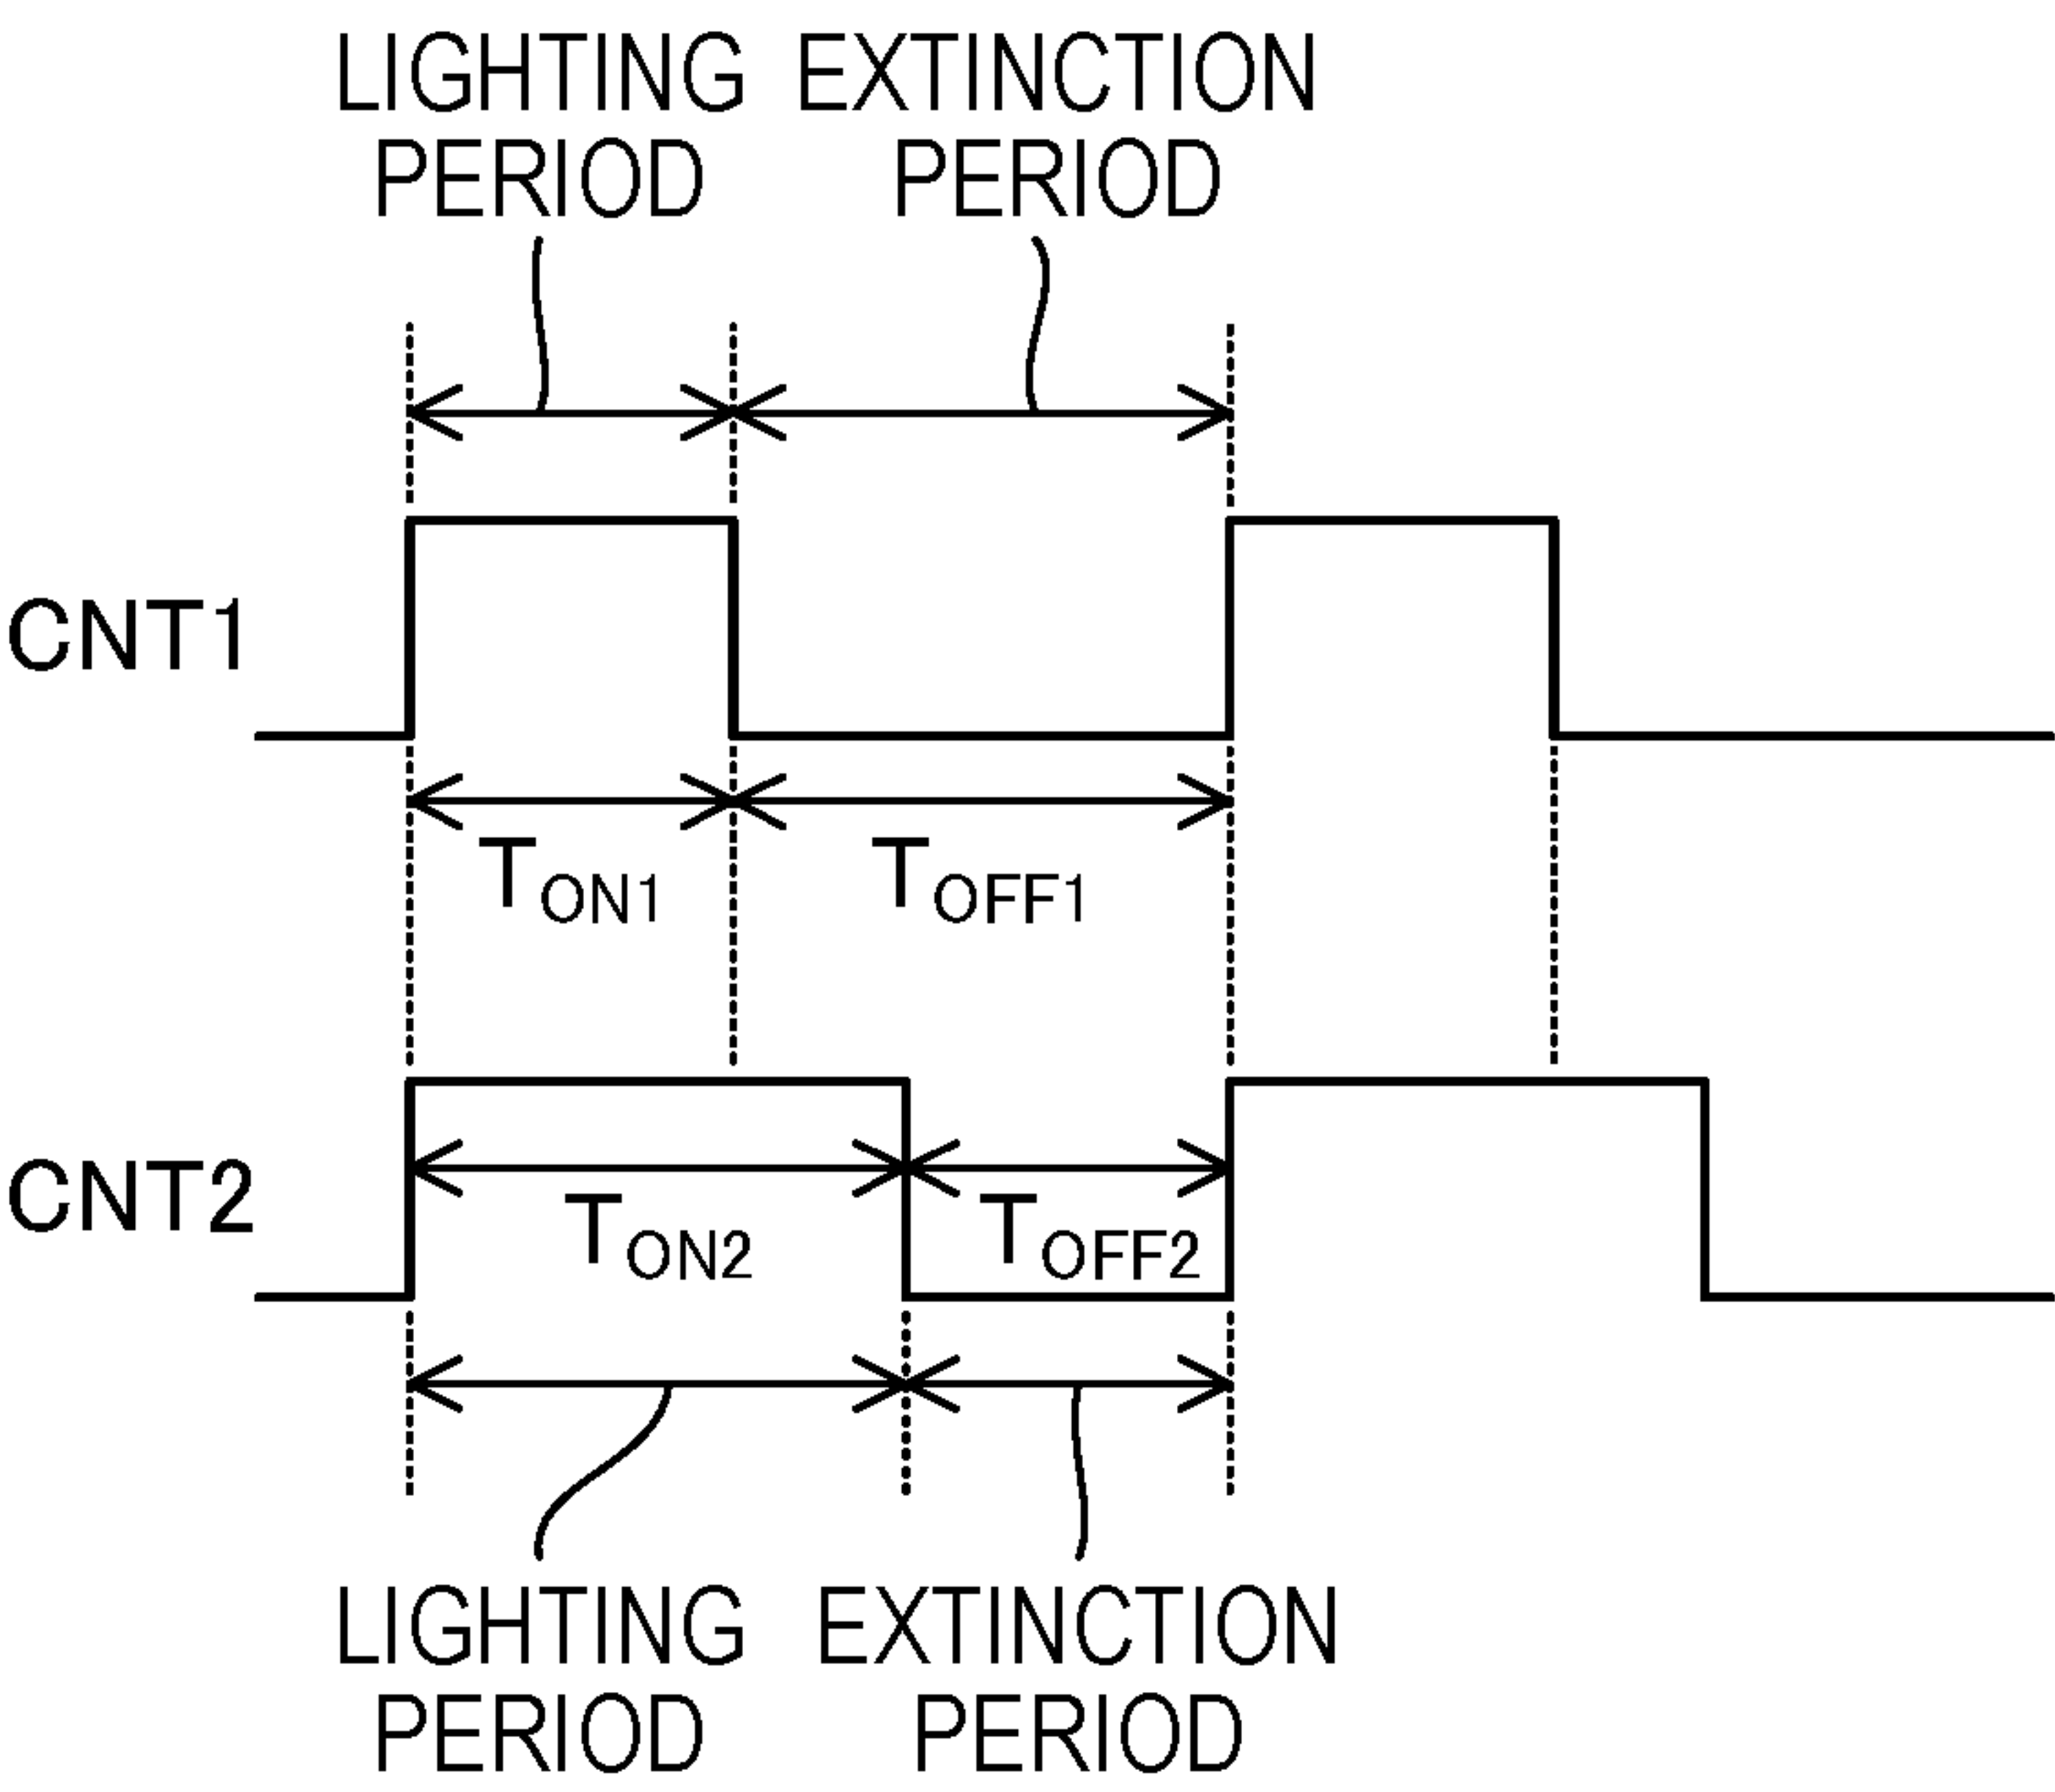 LIGHTING PERIOD
EXTINCTION PERIOD
CNT1
TON1
TOFF1
CNT2
TON2
TOFF2
LIGHTING PERIOD
EXTINCTION PERIOD